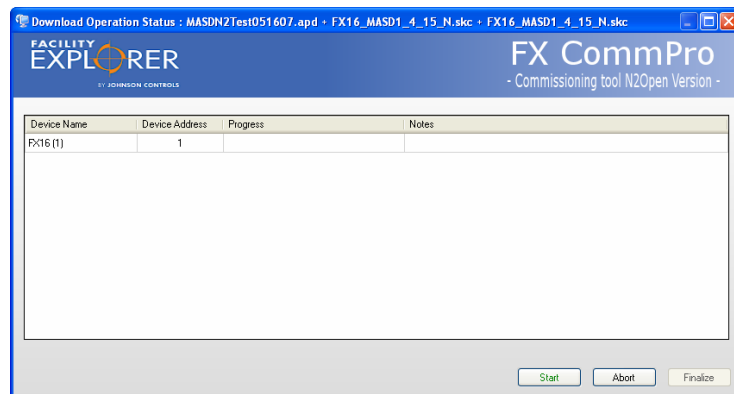 Download Operation Status : MASDN2Test051607.apd + FX16_MASD1_4_15_N.skc + FX16_MASD1_4_15_N.skc
FACILITY
EXPLORER
BY JOHNSON CONTROLS
FX CommPro
- Commissioning tool N2Open Version -
Device Name Device Address Progress Notes
FX16 (1) 1
Start Abort Finalize